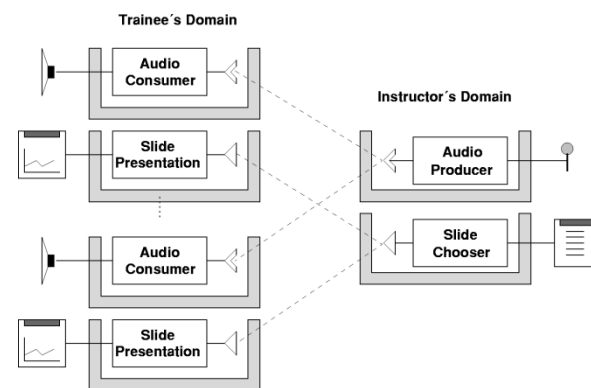 Trainee´s Domain
Audio
Consumer
Slide
Presentation
Audio
Consumer
Slide
Presentation
Instructor´s Domain
Audio
Producer
Slide
Chooser